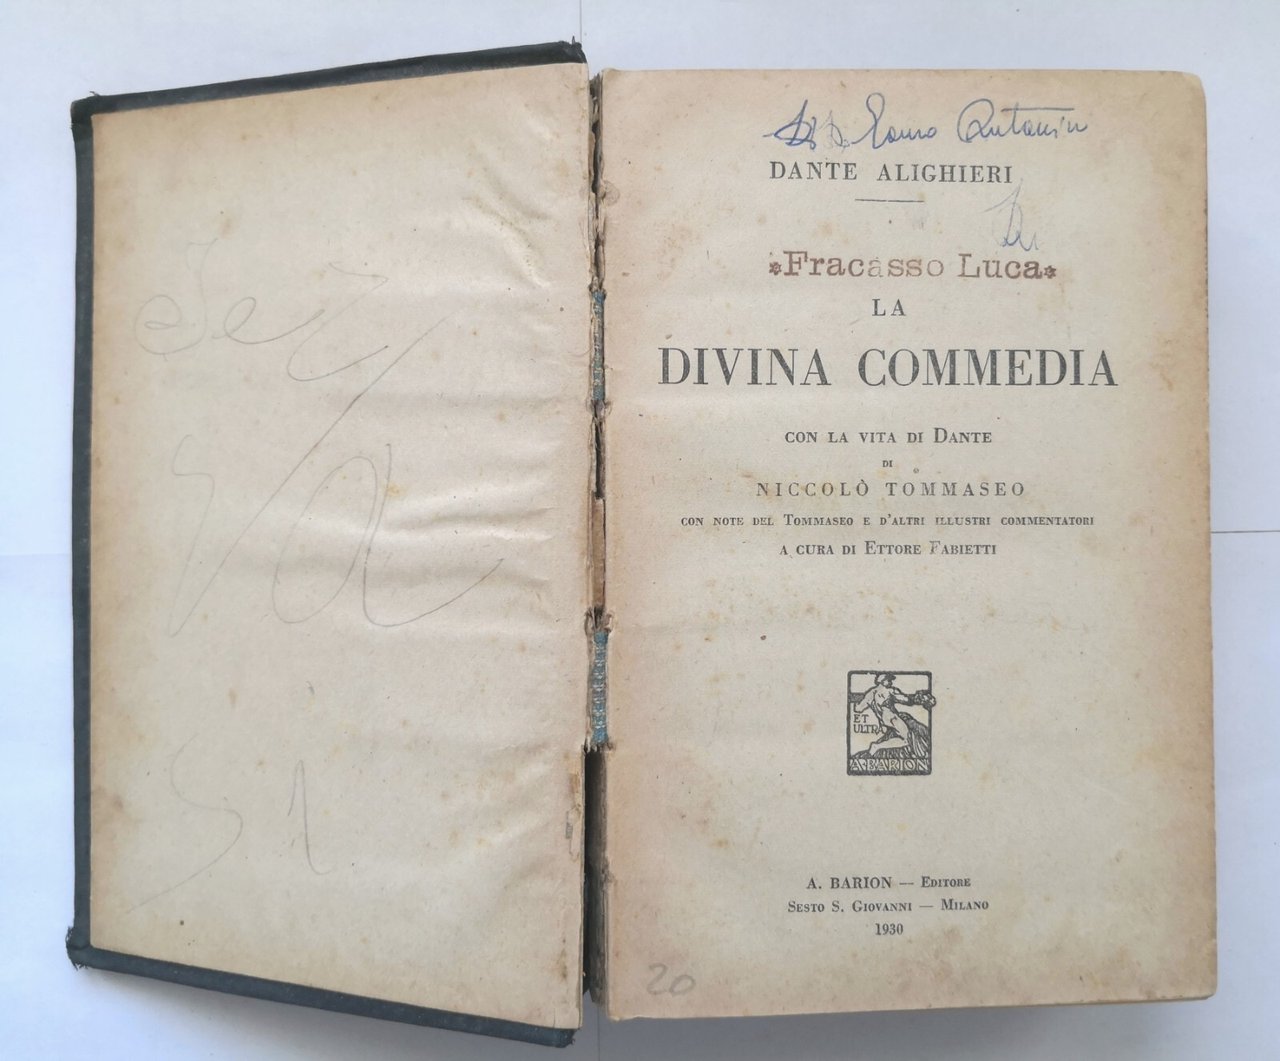 DANTE ALIGHIERI
*Fracasso Luca*
LA
DIVINA COMMEDIA
CON LA VITA DI DANTE
DI
NICCOLÒ TOMMASEO
CON NOTE DEL TOMMASEO E D'ALTRI ILLUSTRI COMMENTATORI
A CURA DI ETTORE FABIETTI
ET
ULTRA
A·BARION
A. BARION — EDITORE
SESTO S. GIOVANNI — MILANO
1930
20